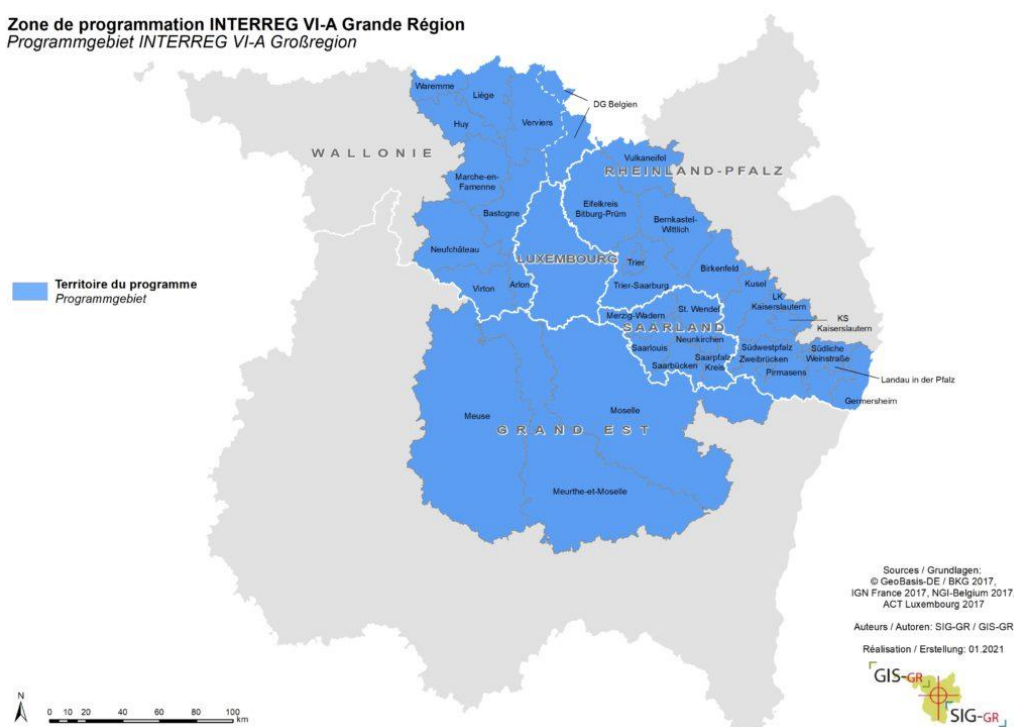 Zone de programmation INTERREG VI-A Grande Région
Programmgebiet INTERREG VI-A Großregion
Waremme
Liège
DG Belgien
Huy
Verviers
WALLONIE
Vulkaneifel
RHEINLAND-PFALZ
Marche-en-
Famenne
Eifelkreis
Bitburg-Prüm
Bastogne
Bernkastel-
Wittlich
Neufchâteau
LUXEMBOURG
Trier
Birkenfeld
Territoire du programme
Programmgebiet
Virton
Arlon
Trier-Saarburg
Kusel
LK
Kaiserslautern
St. Wendel
Merzig-Wadern
KS
Kaiserslautern
SAARLAND
Neunkirchen
Saarlouis
Südwestpfalz
Südliche
Weinstraße
Zweibrücken
Saarpfalz
Kreis
Saarbücken
Pirmasens
Landau in der Pfalz
Germersheim
Meuse
Moselle
GRAND EST
Meurthe-et-Moselle
Sources / Grundlagen:
© GeoBasis-DE / BKG 2017,
IGN France 2017, NGI-Belgium 2017,
ACT Luxembourg 2017
Auteurs / Autoren: SIG-GR / GIS-GR
Réalisation / Erstellung: 01.2021
GIS-GR
SIG-GR
N
0 10 20 40 60 80 100
km